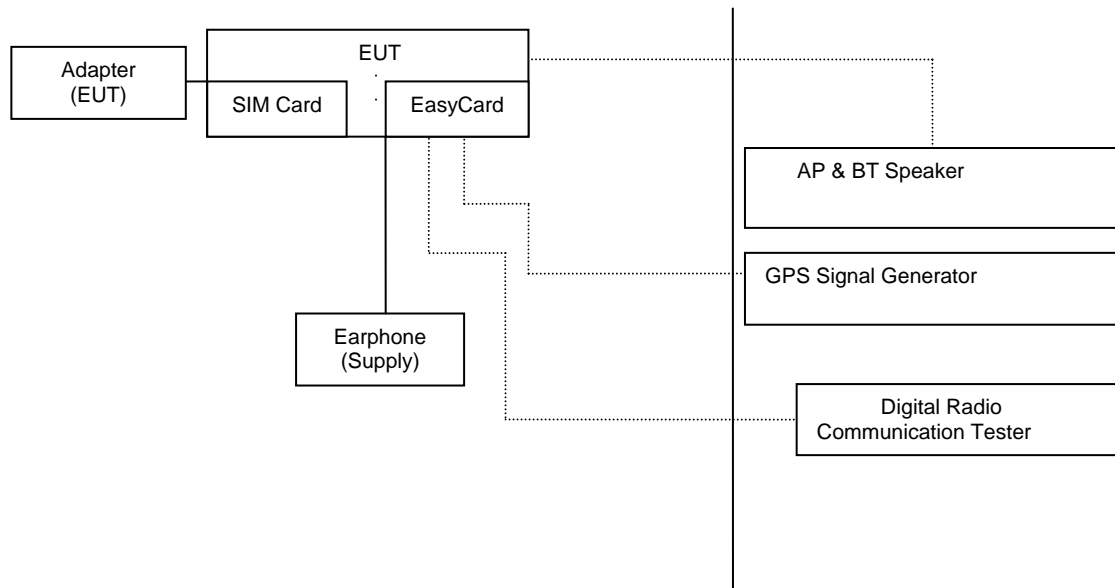 EUT
Adapter
(EUT)
SIM Card
EasyCard
AP & BT Speaker
GPS Signal Generator
Earphone
(Supply)
Digital Radio
Communication Tester